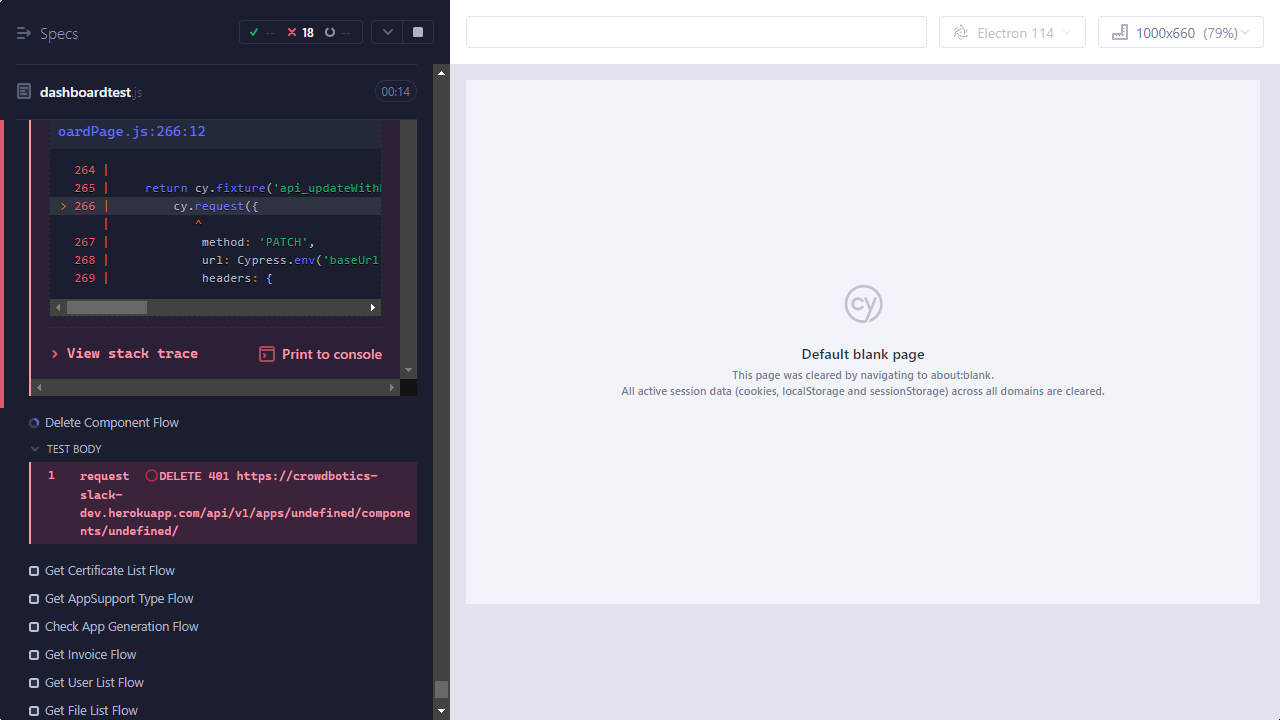 Specs
-- 18 --
Electron 114
1000x660 (79%)
dashboardtest.js
00:14
oardPage.js:266:12
264 |
265 | return cy.fixture('api_updateWith
> 266 | cy.request({
| ^
267 | method: 'PATCH',
268 | url: Cypress.env('baseUrl
269 | headers: {
View stack trace
Print to console
Delete Component Flow
TEST BODY
1 request DELETE 401 https://crowdbotics-
slack-
dev.herokuapp.com/api/v1/apps/undefined/compone
nts/undefined/
Get Certificate List Flow
Get AppSupport Type Flow
Check App Generation Flow
Get Invoice Flow
Get User List Flow
Get File List Flow
cy
Default blank page
This page was cleared by navigating to about:blank.
All active session data (cookies, localStorage and sessionStorage) across all domains are cleared.